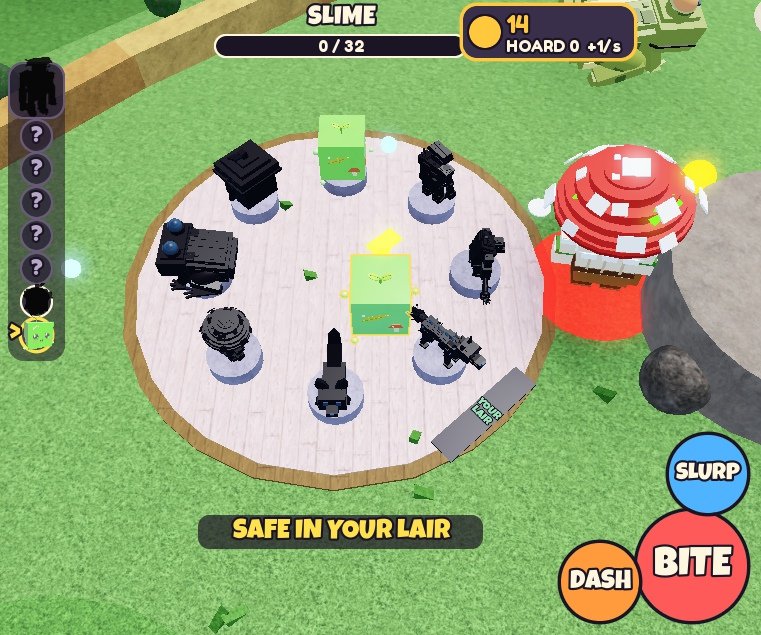 SLIME
0 / 32
14
HOARD 0 +1/s
?
?
?
?
?
>
YOUR
LAIR
SLURP
SAFE IN YOUR LAIR
BITE
DASH